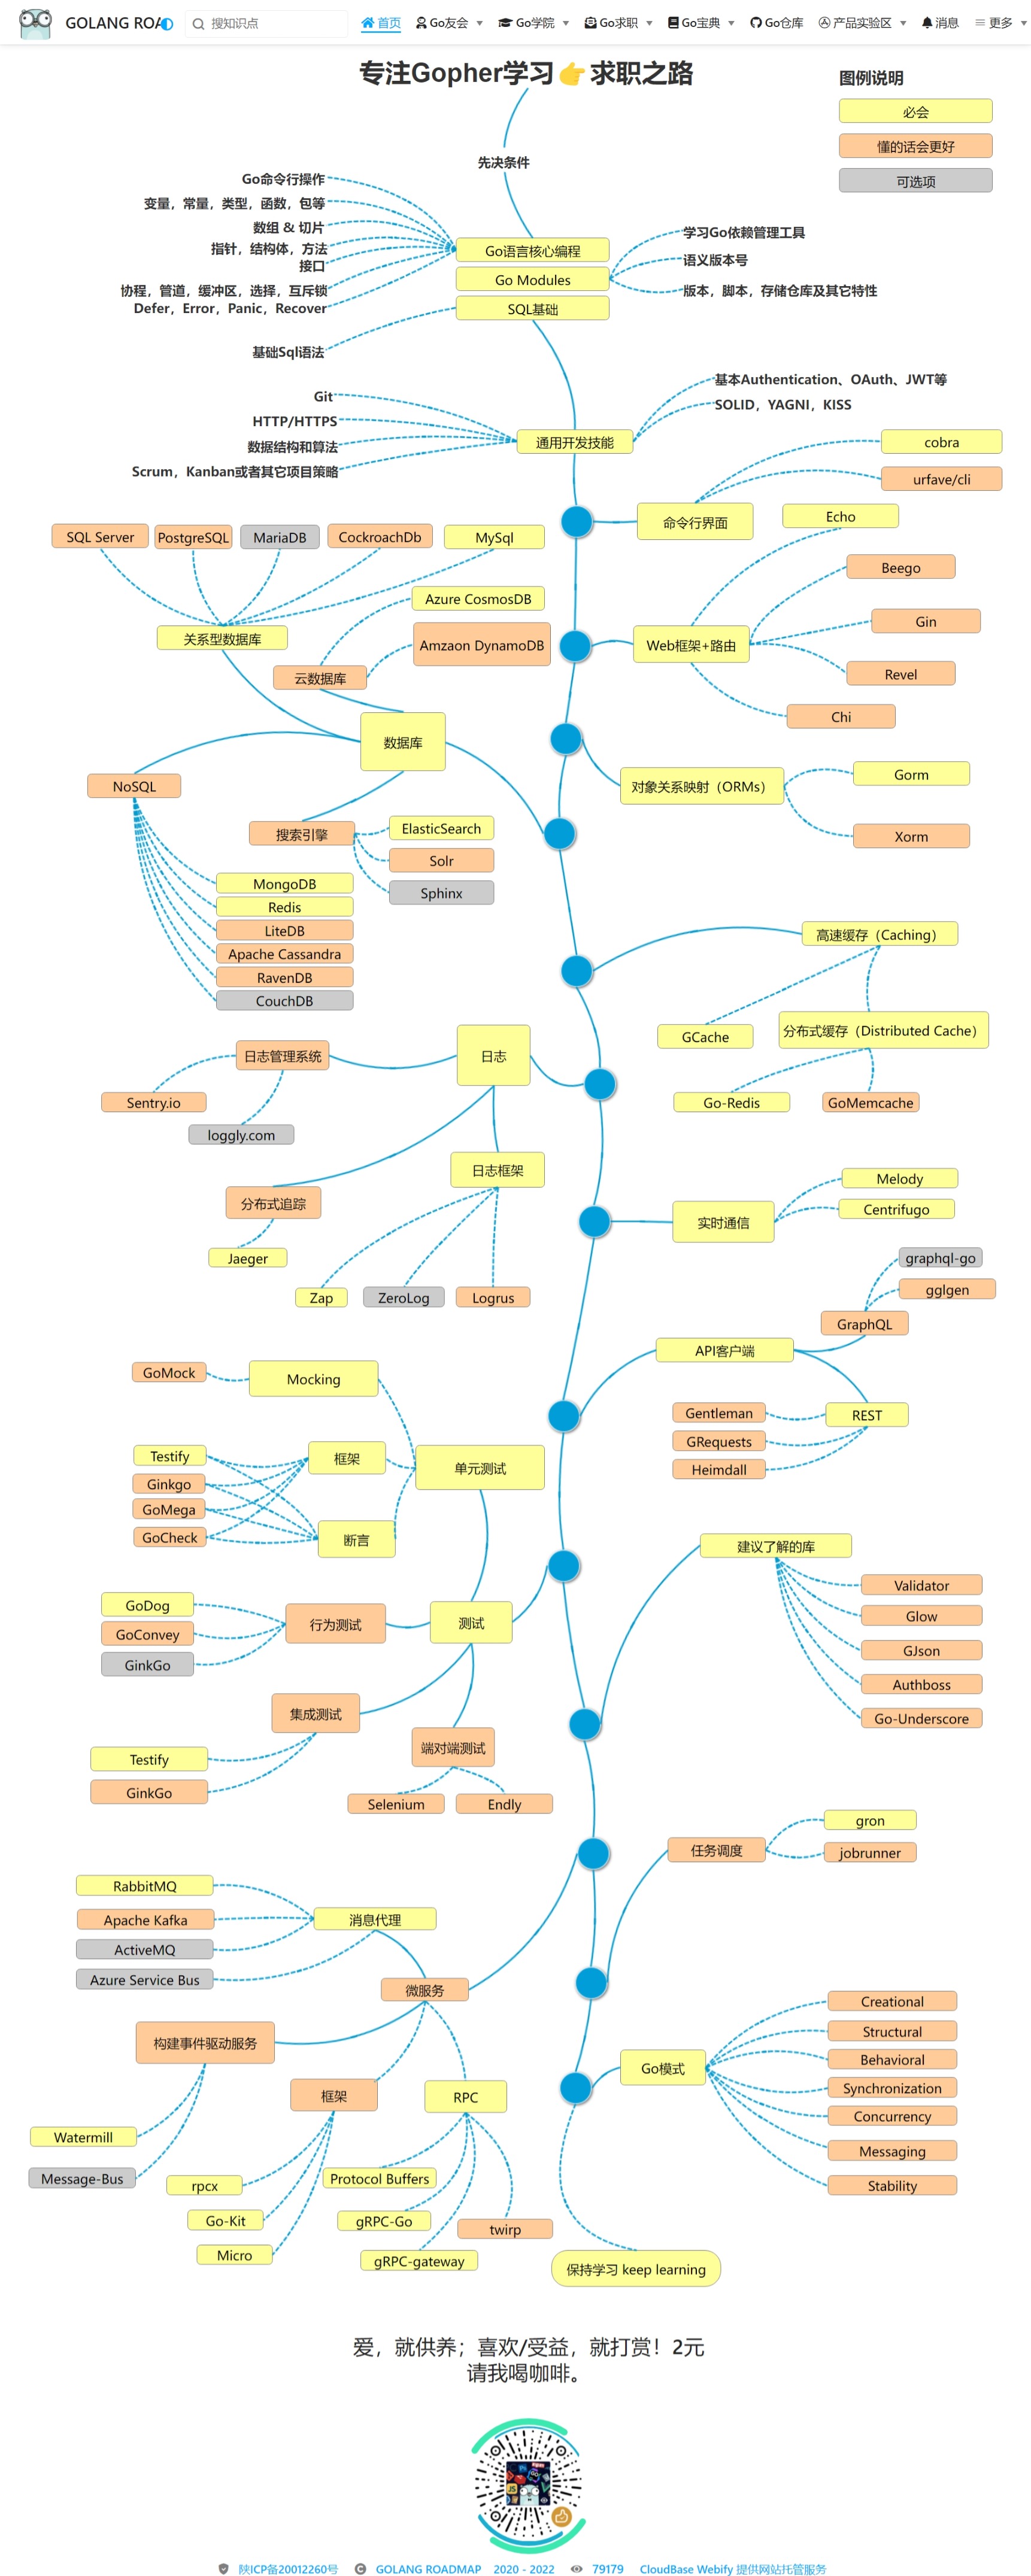 GOLANG ROA
搜知识点
首页
Go友会
Go学院
Go求职
Go宝典
Go仓库
产品实验区
消息
更多
专注Gopher学习👉求职之路
图例说明
必会
懂的话会更好
可选项
先决条件
Go命令行操作
变量，常量，类型，函数，包等
数组 & 切片
指针，结构体，方法
接口
协程，管道，缓冲区，选择，互斥锁
Defer，Error，Panic，Recover
基础Sql语法
Go语言核心编程
Go Modules
SQL基础
学习Go依赖管理工具
语义版本号
版本，脚本，存储仓库及其它特性
Git
HTTP/HTTPS
数据结构和算法
Scrum，Kanban或者其它项目策略
通用开发技能
基本Authentication、OAuth、JWT等
SOLID，YAGNI，KISS
cobra
urfave/cli
命令行界面
Echo
Beego
Gin
Web框架+路由
Revel
Chi
SQL Server
PostgreSQL
MariaDB
CockroachDb
MySql
关系型数据库
Azure CosmosDB
Amzaon DynamoDB
云数据库
数据库
NoSQL
搜索引擎
ElasticSearch
Solr
Sphinx
MongoDB
Redis
LiteDB
Apache Cassandra
RavenDB
CouchDB
对象关系映射（ORMs）
Gorm
Xorm
高速缓存（Caching）
GCache
分布式缓存（Distributed Cache）
Go-Redis
GoMemcache
日志
日志管理系统
Sentry.io
loggly.com
日志框架
分布式追踪
Jaeger
Zap
ZeroLog
Logrus
实时通信
Melody
Centrifugo
graphql-go
gglgen
GraphQL
API客户端
REST
Gentleman
GRequests
Heimdall
GoMock
Mocking
Testify
Ginkgo
GoMega
GoCheck
框架
断言
单元测试
建议了解的库
Validator
Glow
GJson
Authboss
Go-Underscore
GoDog
GoConvey
GinkGo
行为测试
测试
集成测试
Testify
GinkGo
端对端测试
Selenium
Endly
任务调度
gron
jobrunner
RabbitMQ
Apache Kafka
ActiveMQ
Azure Service Bus
消息代理
微服务
构建事件驱动服务
Watermill
Message-Bus
框架
rpcx
Go-Kit
Micro
RPC
Protocol Buffers
gRPC-Go
gRPC-gateway
twirp
Go模式
Creational
Structural
Behavioral
Synchronization
Concurrency
Messaging
Stability
保持学习 keep learning
爱，就供养；喜欢/受益，就打赏！2元
请我喝咖啡。
陕ICP备20012260号
GOLANG ROADMAP 2020 - 2022
79179
CloudBase Webify 提供网站托管服务